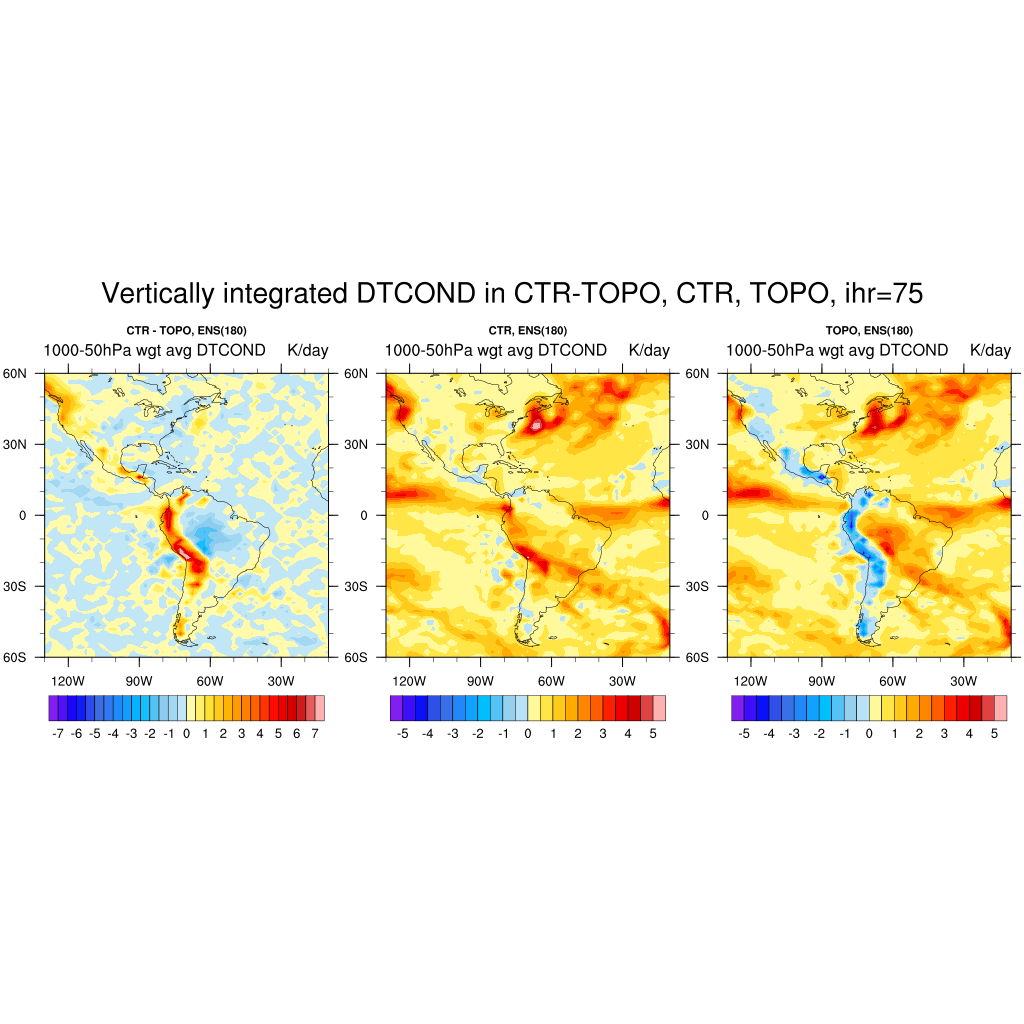 Vertically integrated DTCOND in CTR-TOPO, CTR, TOPO, ihr=75
CTR - TOPO, ENS(180)
1000-50hPa wgt avg DTCOND K/day
60N
30N
0
30S
60S
120W 90W 60W 30W
-7 -6 -5 -4 -3 -2 -1 0 1 2 3 4 5 6 7
CTR, ENS(180)
1000-50hPa wgt avg DTCOND K/day
60N
30N
0
30S
60S
120W 90W 60W 30W
-5 -4 -3 -2 -1 0 1 2 3 4 5
TOPO, ENS(180)
1000-50hPa wgt avg DTCOND K/day
60N
30N
0
30S
60S
120W 90W 60W 30W
-5 -4 -3 -2 -1 0 1 2 3 4 5